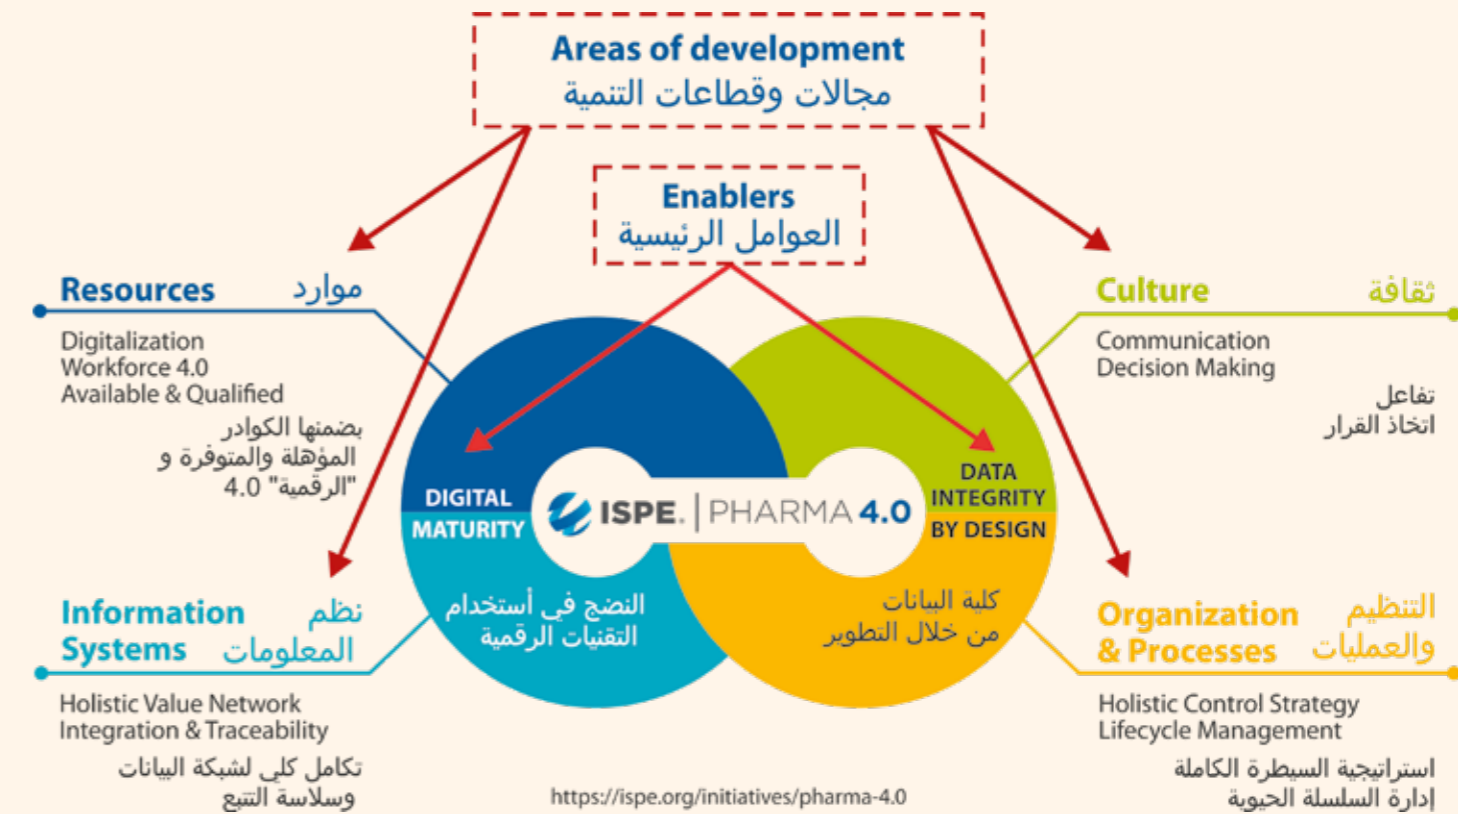 Areas of development
مجالات وقطاعات التنمية
Enablers
العوامل الرئيسية
Resources موارد
Digitalization
Workforce 4.0
Available & Qualified
بضمنها الكوادر
المؤهلة والمتوفرة و
"الرقمية" 4.0
Culture ثقافة
Communication
Decision Making
تفاعل
اتخاذ القرار
DIGITAL
MATURITY
ISPE. | PHARMA 4.0
DATA
INTEGRITY
BY DESIGN
النضج في أستخدام
التقنيات الرقمية
كلية البيانات
من خلال التطوير
Information نظم
Systems المعلومات
Holistic Value Network
Integration & Traceability
تكامل كلي لشبكة البيانات
وسلاسة التتبع
Organization التنظيم
& Processes والعمليات
Holistic Control Strategy
Lifecycle Management
استراتيجية السيطرة الكاملة
إدارة السلسلة الحيوية
https://ispe.org/initiatives/pharma-4.0